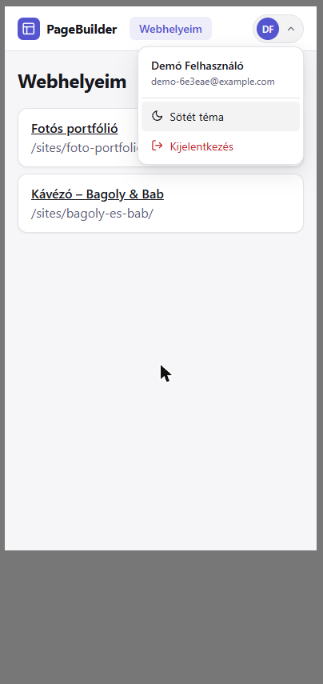 PageBuilder
Webhelyeim
DF
Demó Felhasználó
demo-6e3eae@example.com
Sötét téma
Kijelentkezés
Webhelyeim
Fotós portfólió
/sites/foto-portfoli
Kávézó – Bagoly & Bab
/sites/bagoly-es-bab/